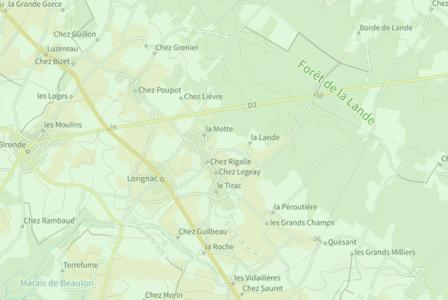 la Grande Gorce
Borde de Lande
Chez Guillon
Luzereau
Chez Grenier
Chez Bizet
Forêt de la Lande
Chez Poupot
les Loges
Chez Lièvre
D2
les Moulins
la Motte
la Lande
Gironde
Chez Rigalle
Chez Legeay
Lorignac
le Tirac
la Péroutière
les Grands Champs
Chez Rambaud
Chez Guilbeau
Quésant
la Roche
les Grands Milliers
Terrefume
les Vidaillères
Marais de Beaulon
Chez Sauret
Chez Morin